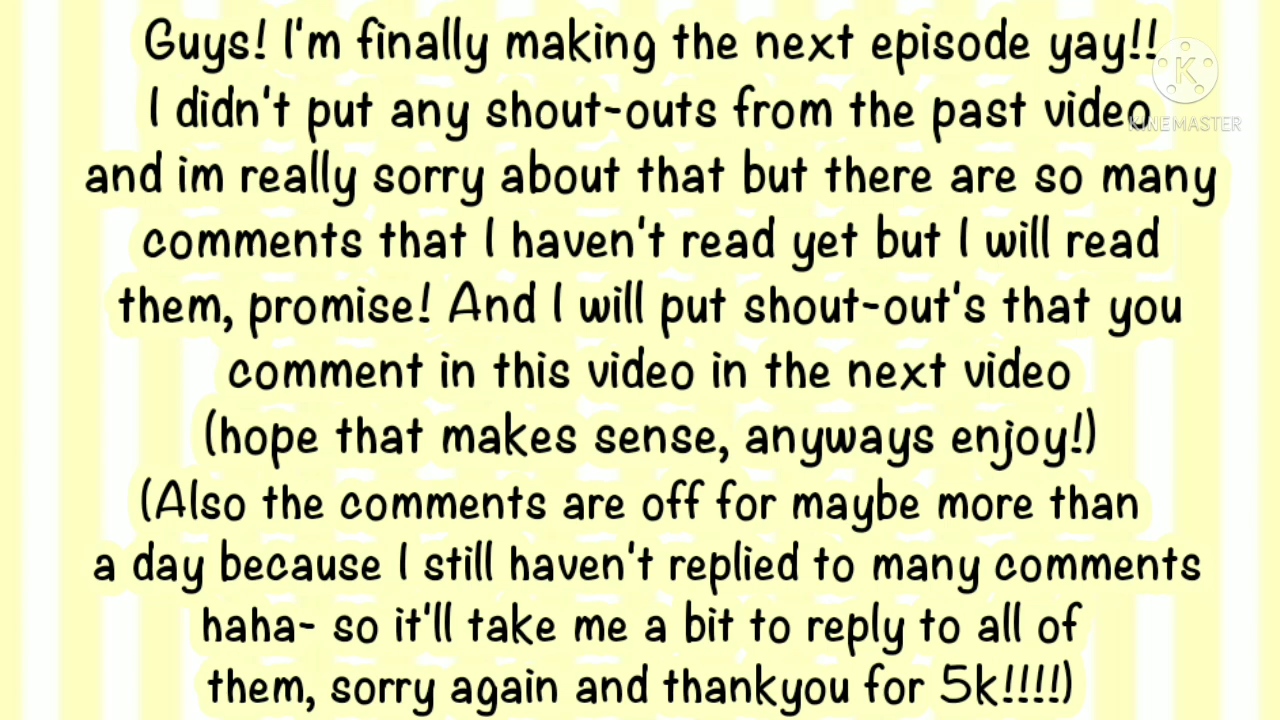 Guys! I'm finally making the next episode yay!!
I didn't put any shout-outs from the past video
and im really sorry about that but there are so many
comments that I haven't read yet but I will read
them, promise! And I will put shout-out's that you
comment in this video in the next video
(hope that makes sense, anyways enjoy!)
(Also the comments are off for maybe more than
a day because I still haven't replied to many comments
haha- so it'll take me a bit to reply to all of
them, sorry again and thankyou for 5k!!!!)
K
KINEMASTER